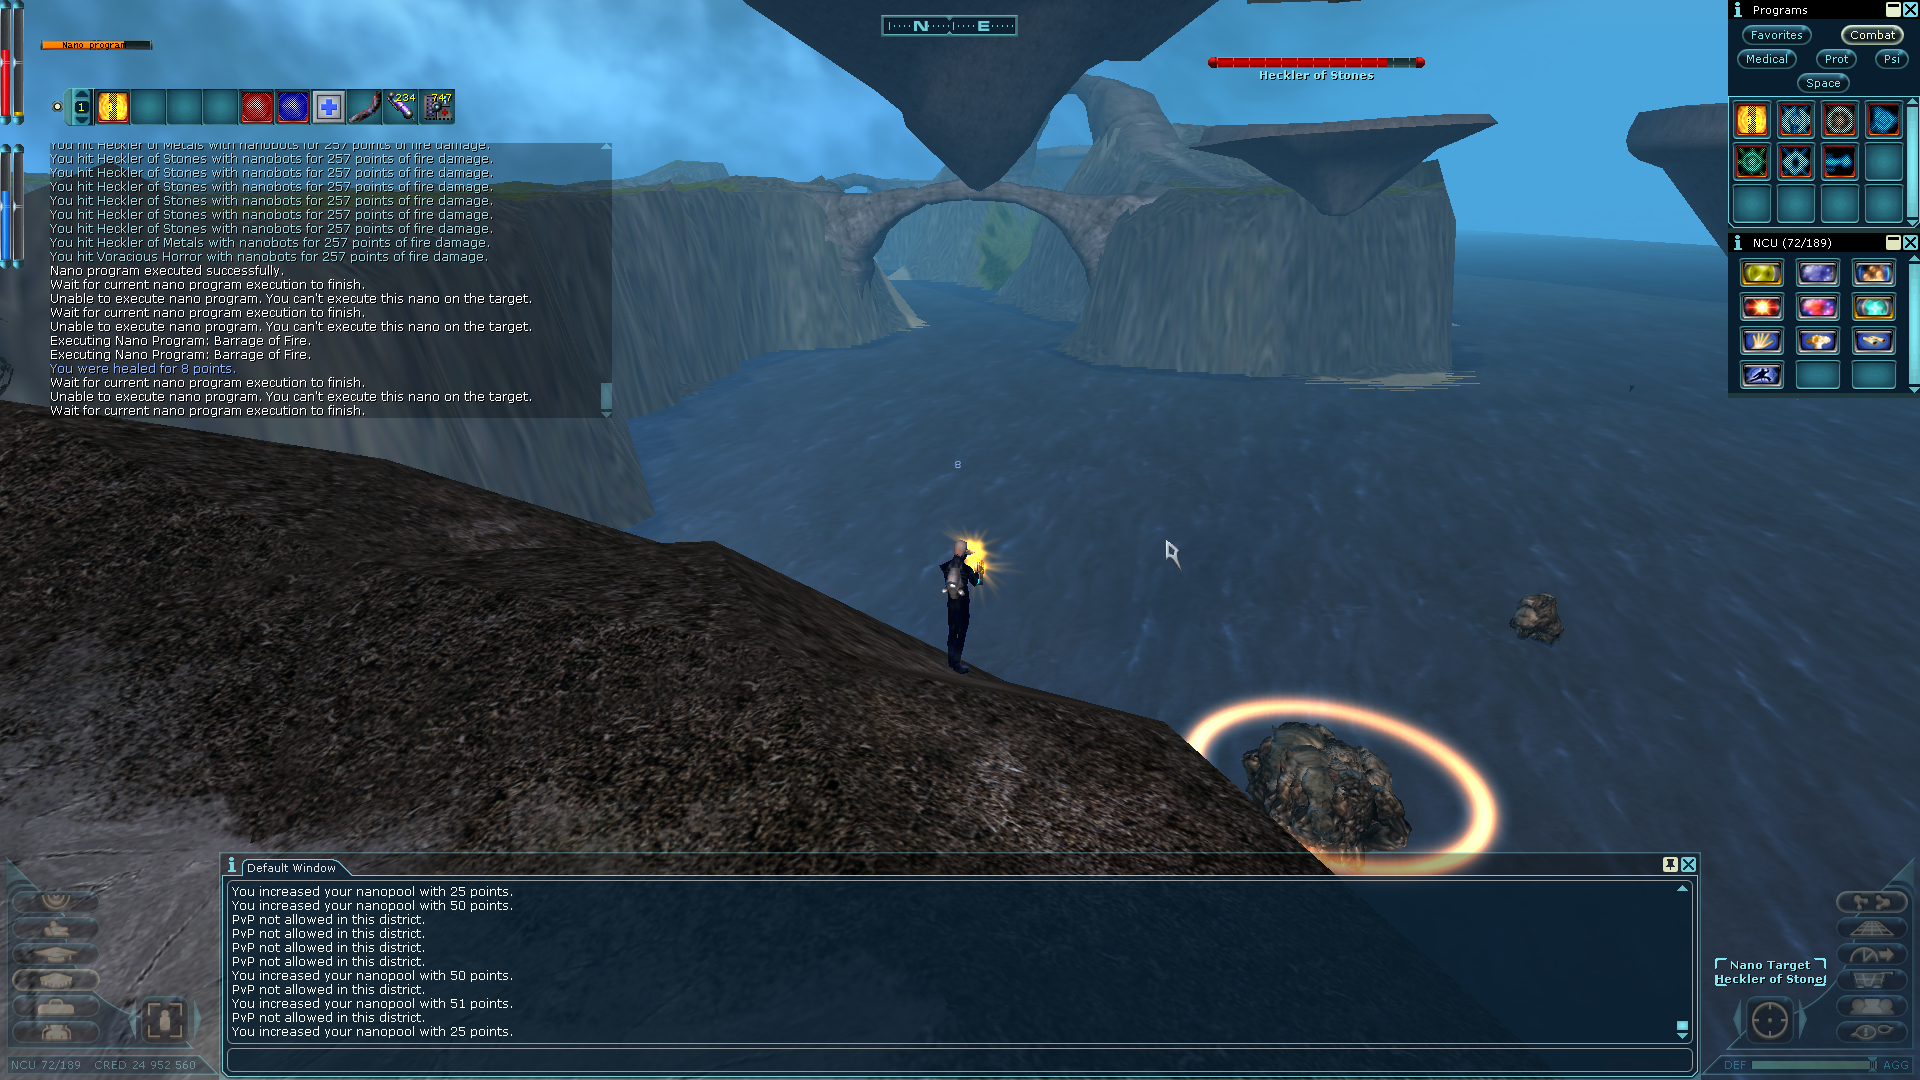 Nano program
N E
Heckler of Stones
1
234
747
You hit Heckler of Metals with nanobots for 257 points of fire damage.
You hit Heckler of Stones with nanobots for 257 points of fire damage.
You hit Heckler of Stones with nanobots for 257 points of fire damage.
You hit Heckler of Stones with nanobots for 257 points of fire damage.
You hit Heckler of Stones with nanobots for 257 points of fire damage.
You hit Heckler of Stones with nanobots for 257 points of fire damage.
You hit Heckler of Stones with nanobots for 257 points of fire damage.
You hit Heckler of Metals with nanobots for 257 points of fire damage.
You hit Voracious Horror with nanobots for 257 points of fire damage.
Nano program executed successfully.
Wait for current nano program execution to finish.
Unable to execute nano program. You can't execute this nano on the target.
Wait for current nano program execution to finish.
Unable to execute nano program. You can't execute this nano on the target.
Executing Nano Program: Barrage of Fire.
Executing Nano Program: Barrage of Fire.
You were healed for 8 points.
Wait for current nano program execution to finish.
Unable to execute nano program. You can't execute this nano on the target.
Wait for current nano program execution to finish.
8
Programs
Favorites Combat
Medical Prot Psi
Space
NCU (72/189)
Default Window
You increased your nanopool with 25 points.
You increased your nanopool with 50 points.
PvP not allowed in this district.
PvP not allowed in this district.
PvP not allowed in this district.
PvP not allowed in this district.
You increased your nanopool with 50 points.
PvP not allowed in this district.
You increased your nanopool with 51 points.
PvP not allowed in this district.
You increased your nanopool with 25 points.
NCU 72/189 CRED 24 952 560
Nano Target
Heckler of Stone
DEF AGG